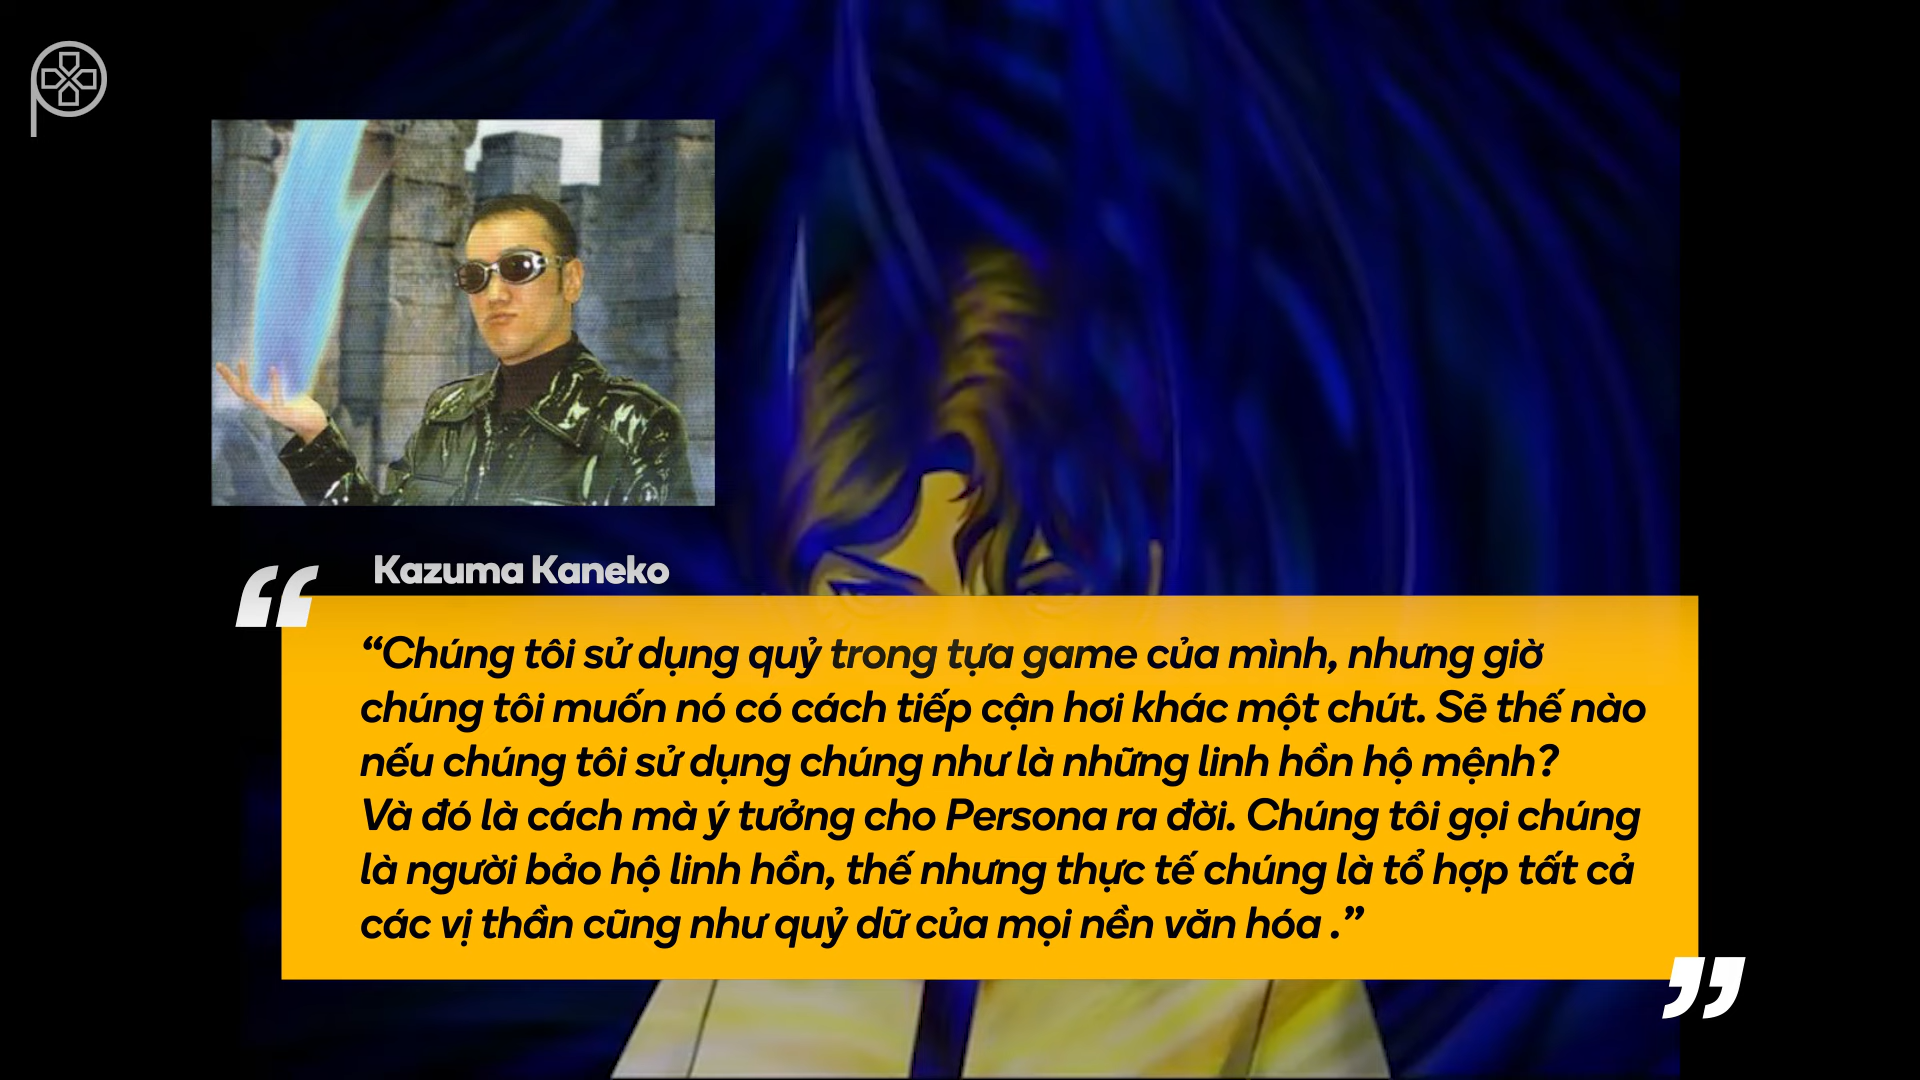 Kazuma Kaneko
“Chúng tôi sử dụng quỷ trong tựa game của mình, nhưng giờ
chúng tôi muốn nó có cách tiếp cận hơi khác một chút. Sẽ thế nào
nếu chúng tôi sử dụng chúng như là những linh hồn hộ mệnh?
Và đó là cách mà ý tưởng cho Persona ra đời. Chúng tôi gọi chúng
là người bảo hộ linh hồn, thế nhưng thực tế chúng là tổ hợp tất cả
các vị thần cũng như quỷ dữ của mọi nền văn hóa .”